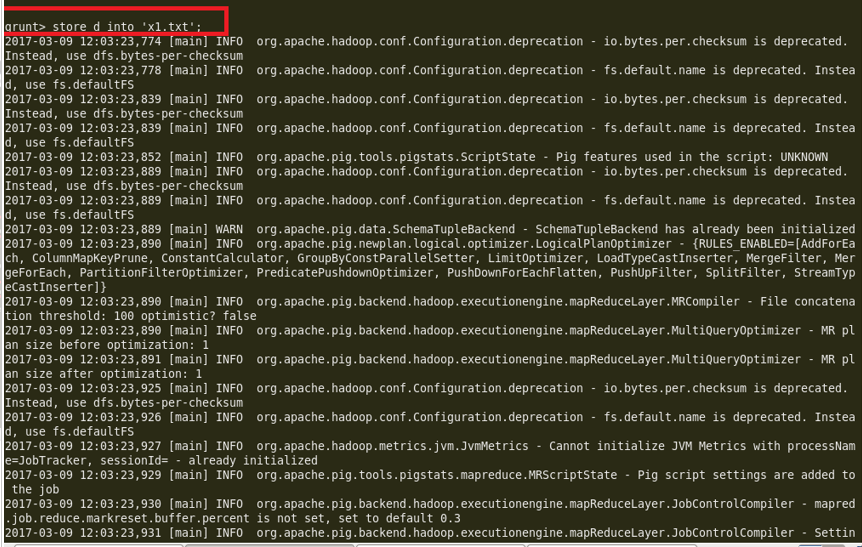 grunt> store d into 'x1.txt';
2017-03-09 12:03:23,774 [main] INFO  org.apache.hadoop.conf.Configuration.deprecation - io.bytes.per.checksum is deprecated.
Instead, use dfs.bytes-per-checksum
2017-03-09 12:03:23,778 [main] INFO  org.apache.hadoop.conf.Configuration.deprecation - fs.default.name is deprecated. Instea
d, use fs.defaultFS
2017-03-09 12:03:23,839 [main] INFO  org.apache.hadoop.conf.Configuration.deprecation - io.bytes.per.checksum is deprecated.
Instead, use dfs.bytes-per-checksum
2017-03-09 12:03:23,839 [main] INFO  org.apache.hadoop.conf.Configuration.deprecation - fs.default.name is deprecated. Instea
d, use fs.defaultFS
2017-03-09 12:03:23,852 [main] INFO  org.apache.pig.tools.pigstats.ScriptState - Pig features used in the script: UNKNOWN
2017-03-09 12:03:23,889 [main] INFO  org.apache.hadoop.conf.Configuration.deprecation - io.bytes.per.checksum is deprecated.
Instead, use dfs.bytes-per-checksum
2017-03-09 12:03:23,889 [main] INFO  org.apache.hadoop.conf.Configuration.deprecation - fs.default.name is deprecated. Instea
d, use fs.defaultFS
2017-03-09 12:03:23,889 [main] WARN  org.apache.pig.data.SchemaTupleBackend - SchemaTupleBackend has already been initialized
2017-03-09 12:03:23,890 [main] INFO  org.apache.pig.newplan.logical.optimizer.LogicalPlanOptimizer - {RULES_ENABLED=[AddForEa
ch, ColumnMapKeyPrune, ConstantCalculator, GroupByConstParallelSetter, LimitOptimizer, LoadTypeCastInserter, MergeFilter, Mer
geForEach, PartitionFilterOptimizer, PredicatePushdownOptimizer, PushDownForEachFlatten, PushUpFilter, SplitFilter, StreamTyp
eCastInserter]}
2017-03-09 12:03:23,890 [main] INFO  org.apache.pig.backend.hadoop.executionengine.mapReduceLayer.MRCompiler - File concatena
tion threshold: 100 optimistic? false
2017-03-09 12:03:23,890 [main] INFO  org.apache.pig.backend.hadoop.executionengine.mapReduceLayer.MultiQueryOptimizer - MR pl
an size before optimization: 1
2017-03-09 12:03:23,891 [main] INFO  org.apache.pig.backend.hadoop.executionengine.mapReduceLayer.MultiQueryOptimizer - MR pl
an size after optimization: 1
2017-03-09 12:03:23,925 [main] INFO  org.apache.hadoop.conf.Configuration.deprecation - io.bytes.per.checksum is deprecated.
Instead, use dfs.bytes-per-checksum
2017-03-09 12:03:23,926 [main] INFO  org.apache.hadoop.conf.Configuration.deprecation - fs.default.name is deprecated. Instea
d, use fs.defaultFS
2017-03-09 12:03:23,927 [main] INFO  org.apache.hadoop.metrics.jvm.JvmMetrics - Cannot initialize JVM Metrics with processNam
e=JobTracker, sessionId= - already initialized
2017-03-09 12:03:23,929 [main] INFO  org.apache.pig.tools.pigstats.mapreduce.MRScriptState - Pig script settings are added to
 the job
2017-03-09 12:03:23,930 [main] INFO  org.apache.pig.backend.hadoop.executionengine.mapReduceLayer.JobControlCompiler - mapred
.job.reduce.markreset.buffer.percent is not set, set to default 0.3
2017-03-09 12:03:23,931 [main] INFO  org.apache.pig.backend.hadoop.executionengine.mapReduceLayer.JobControlCompiler - Settin